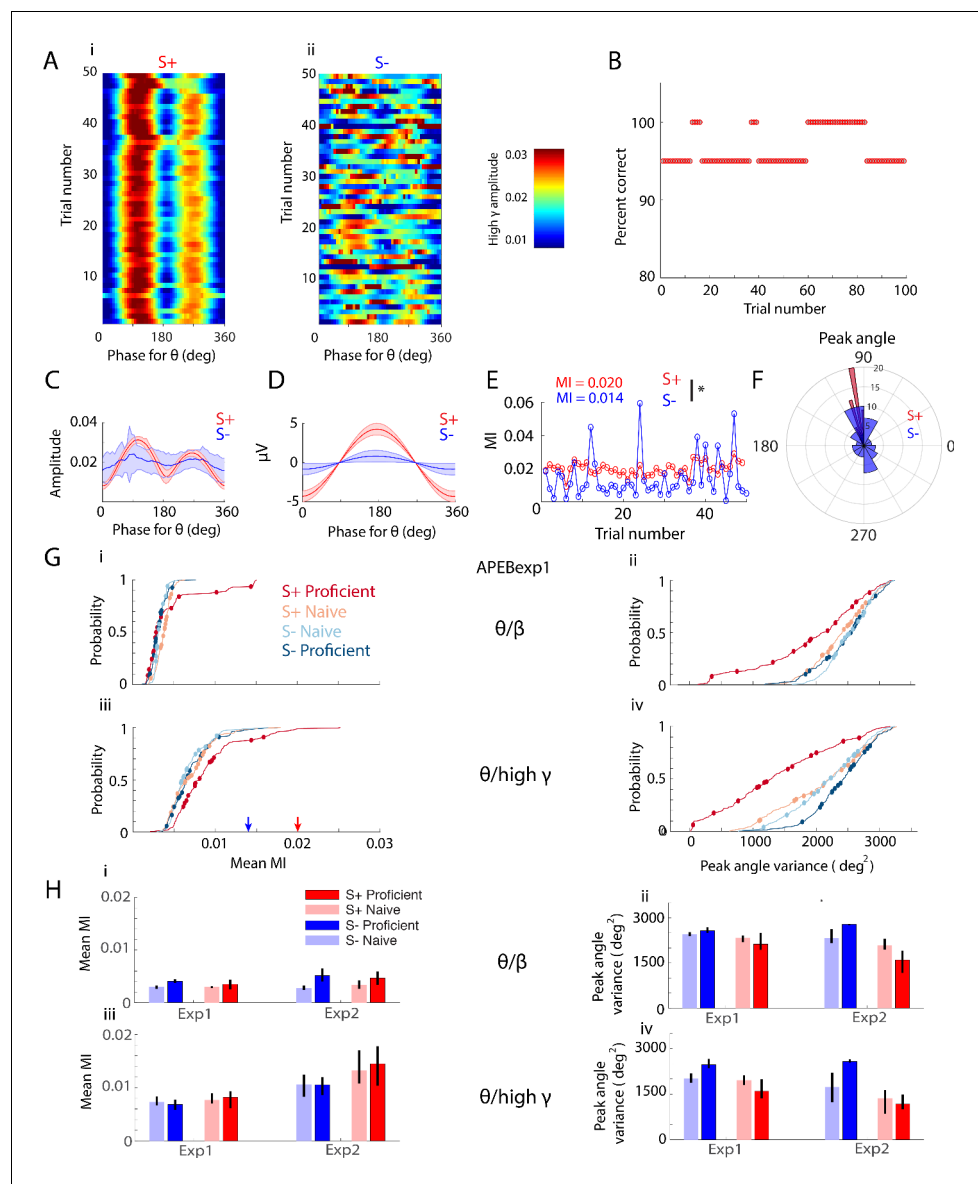 A
i
S+
ii
S-
B
50
40
30
20
10
Trial number
0
180
360
Phase for θ (deg)
50
40
30
20
10
Trial number
0
180
360
Phase for θ (deg)
High γ amplitude
0.03
0.02
0.01
Percent correct
100
90
80
0
20
40
60
80
100
Trial number
C
0.04
0.02
0
Amplitude
S+
S-
0
180
360
Phase for θ (deg)
D
5
0
-5
μV
S+
S-
0
180
360
Phase for θ (deg)
E
MI = 0.020
MI = 0.014
S+
S-
*
0.06
0.04
0.02
0
MI
0
20
40
Trial number
F
Peak angle
90
20
15
10
5
S+
S-
180
0
270
G
i
APEBexp1
ii
S+ Proficient
S+ Naive
S- Naive
S- Proficient
1
0.5
0
Probability
θ/β
1
0.5
0
Probability
0
1000
2000
3000
iii
iv
1
0.5
0
Probability
0.01
0.02
0.03
Mean MI
θ/high γ
1
0.5
0
Probability
0
1000
2000
3000
Peak angle variance ( deg2)
H
i
0.02
0.01
0
Mean MI
S+ Proficient
S+ Naive
S- Proficient
S- Naive
Exp1
Exp2
θ/β
ii
3000
1500
0
Peak angle
variance ( deg2)
Exp1
Exp2
iii
0.02
0.01
0
Mean MI
Exp1
Exp2
θ/high γ
iv
3000
1500
0
Peak angle
variance ( deg2)
Exp1
Exp2